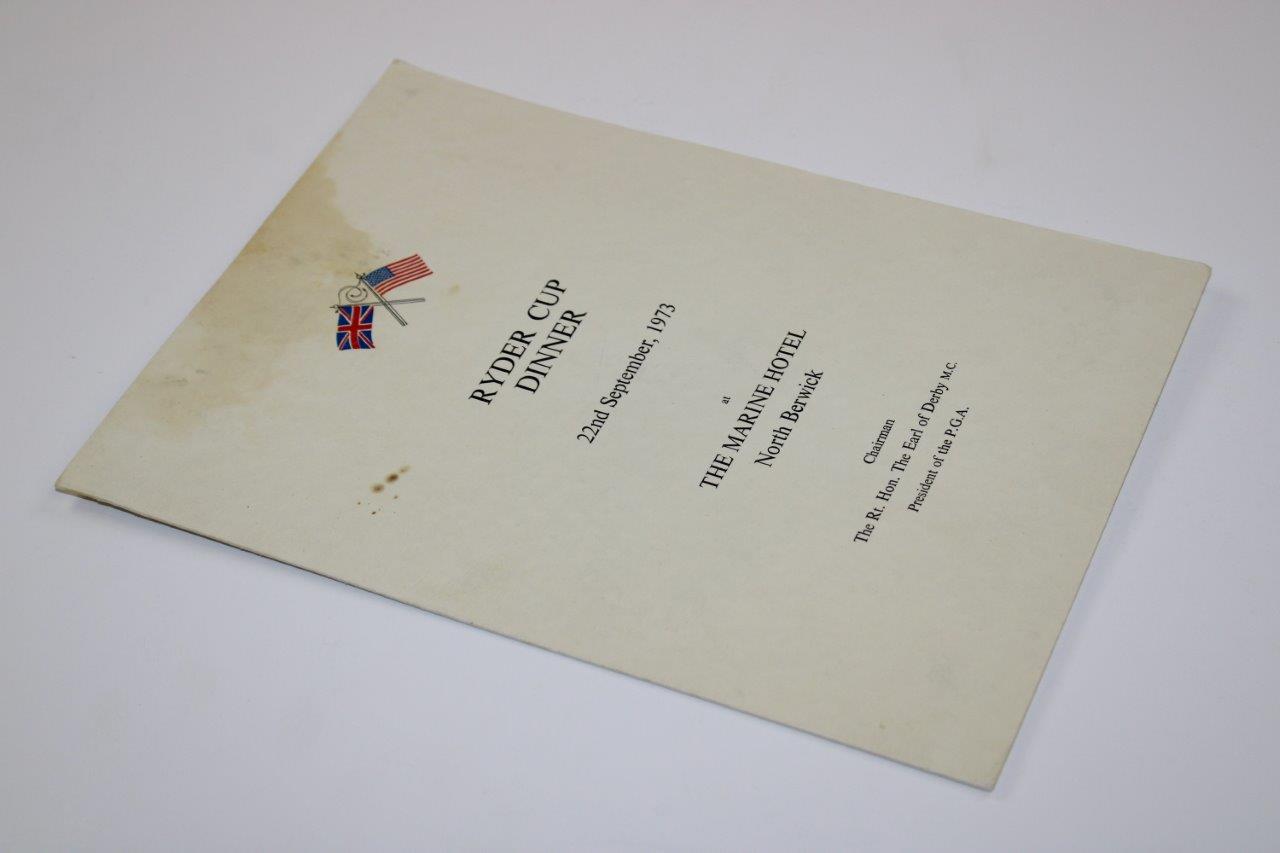 RYDER CUP
DINNER
22nd September, 1973
at
THE MARINE HOTEL
North Berwick
Chairman
The Rt. Hon. The Earl of Derby M.C.
President of the P.G.A.